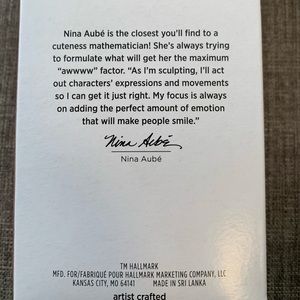 Nina Aubé is the closest you'll find to a
cuteness mathematician! She's always trying
to formulate what will get her the maximum
"awwww" factor. "As I'm sculpting, I'll act
out characters' expressions and movements
so I can get it just right. My focus is always
on adding the perfect amount of emotion
that will make people smile."
Nina Aubé
Nina Aubé
TM HALLMARK
MFD. FOR/FABRIQUÉ POUR HALLMARK MARKETING COMPANY, LLC
KANSAS CITY, MO 64141 MADE IN SRI LANKA
artist crafted